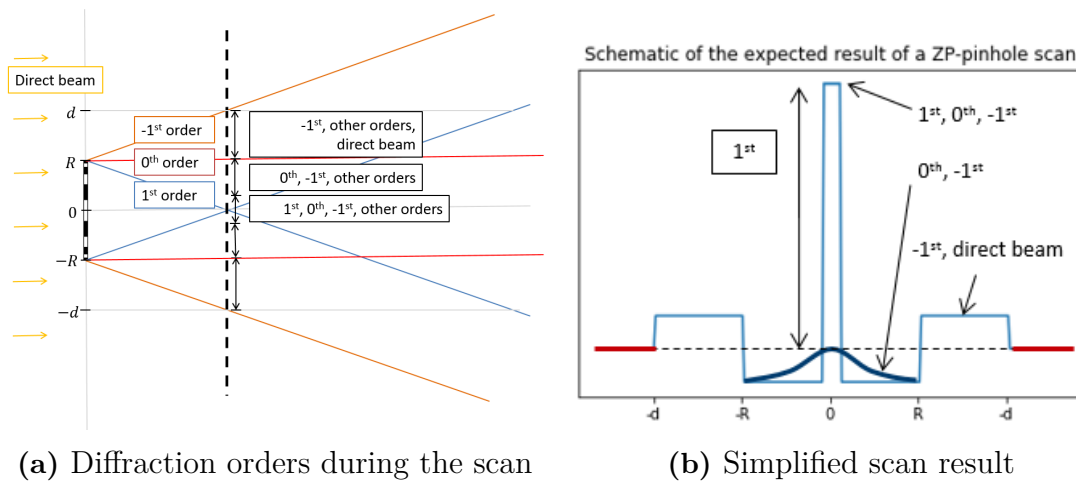 Direct beam
d
-1ˢᵗ order
-1ˢᵗ, other orders,
direct beam
R
0ᵗʰ order
0ᵗʰ, -1ˢᵗ, other orders
1ˢᵗ order
0
1ˢᵗ, 0ᵗʰ, -1ˢᵗ, other orders
−R
−d
(a) Diffraction orders during the scan
Schematic of the expected result of a ZP-pinhole scan
1ˢᵗ, 0ᵗʰ, -1ˢᵗ
1ˢᵗ
0ᵗʰ, -1ˢᵗ
-1ˢᵗ, direct beam
-d -R 0 R -d
(b) Simplified scan result